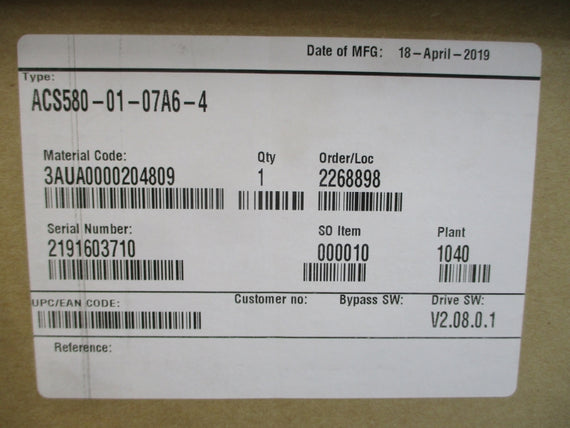 Date of MFG: 18-April-2019
Type:
ACS580-01-07A6-4
Material Code: Qty Order/Loc
3AUA0000204809 1 2268898
Serial Number: SO Item Plant
2191603710 000010 1040
UPC/EAN CODE: Customer no: Bypass SW: Drive SW:
V2.08.0.1
Reference: